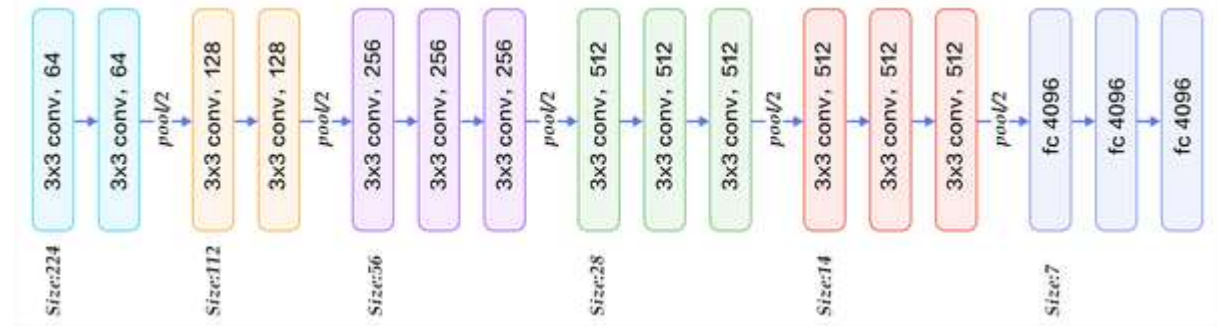 3x3 conv, 64
3x3 conv, 64
pool/2
3x3 conv, 128
3x3 conv, 128
pool/2
3x3 conv, 256
3x3 conv, 256
3x3 conv, 256
pool/2
3x3 conv, 512
3x3 conv, 512
3x3 conv, 512
pool/2
3x3 conv, 512
3x3 conv, 512
3x3 conv, 512
pool/2
fc 4096
fc 4096
fc 4096
Size:224
Size:112
Size:56
Size:28
Size:14
Size:7